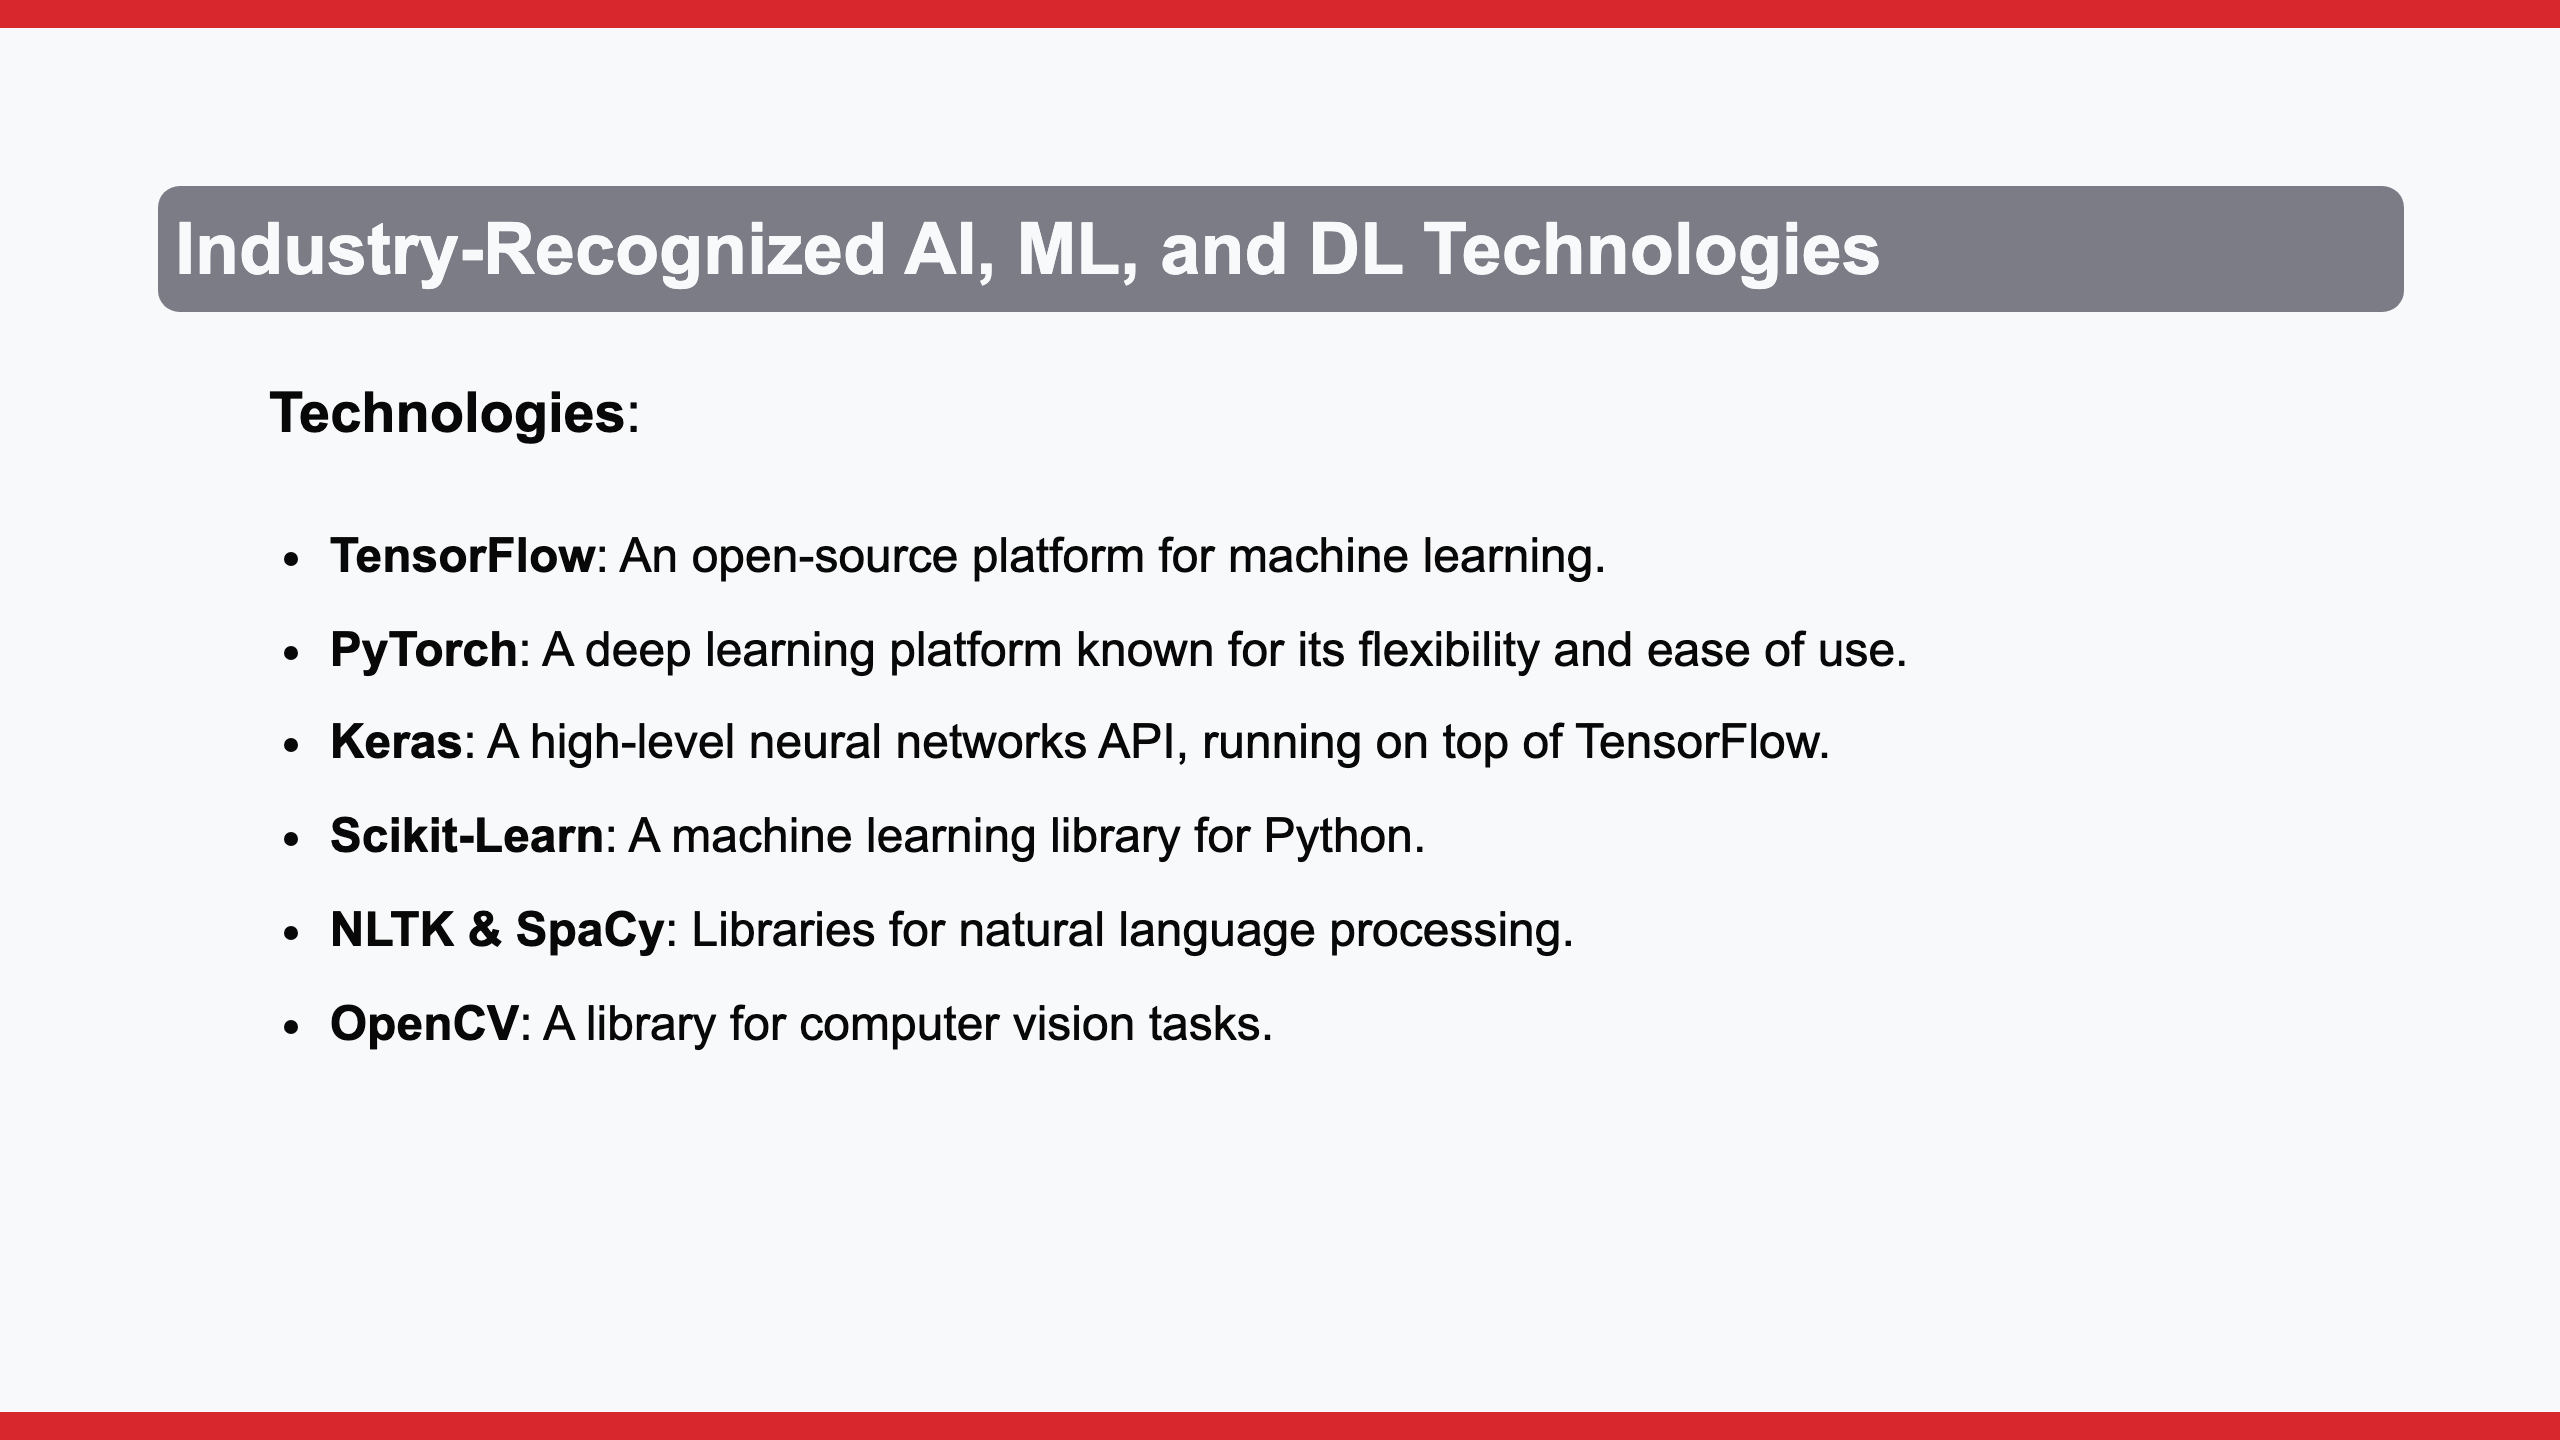 Industry-Recognized AI, ML, and DL Technologies
Technologies:
• TensorFlow: An open-source platform for machine learning.
• PyTorch: A deep learning platform known for its flexibility and ease of use.
• Keras: A high-level neural networks API, running on top of TensorFlow.
• Scikit-Learn: A machine learning library for Python.
• NLTK & SpaCy: Libraries for natural language processing.
• OpenCV: A library for computer vision tasks.